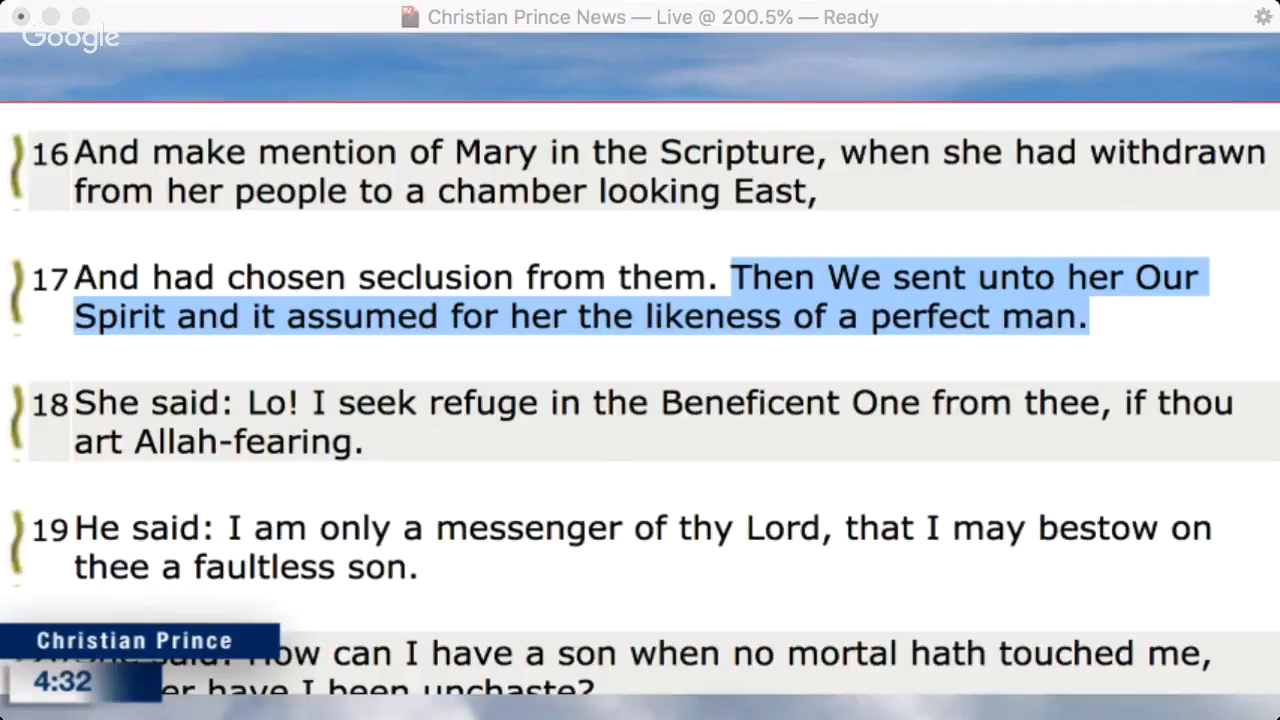 Christian Prince News — Live @ 200.5% — Ready
Google
16 And make mention of Mary in the Scripture, when she had withdrawn
from her people to a chamber looking East,
17 And had chosen seclusion from them. Then We sent unto her Our
Spirit and it assumed for her the likeness of a perfect man.
18 She said: Lo! I seek refuge in the Beneficent One from thee, if thou
art Allah-fearing.
19 He said: I am only a messenger of thy Lord, that I may bestow on
thee a faultless son.
said: How can I have a son when no mortal hath touched me,
have I been unchaste?
Christian Prince
4:32